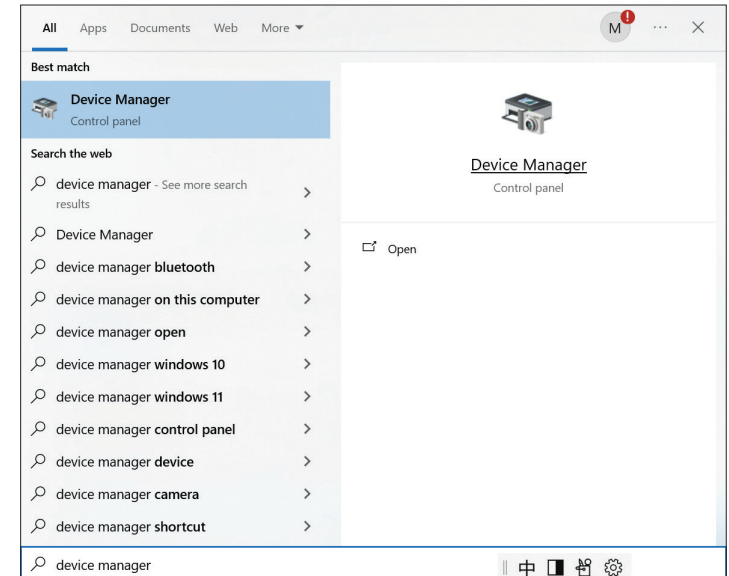 All Apps Documents Web More
M ! ...
Best match
Device Manager
Control panel
Search the web
device manager - See more search
results
Device Manager
device manager bluetooth
device manager on this computer
device manager open
device manager windows 10
device manager windows 11
device manager control panel
device manager device
device manager camera
device manager shortcut
Device Manager
Control panel
Open
device manager
中